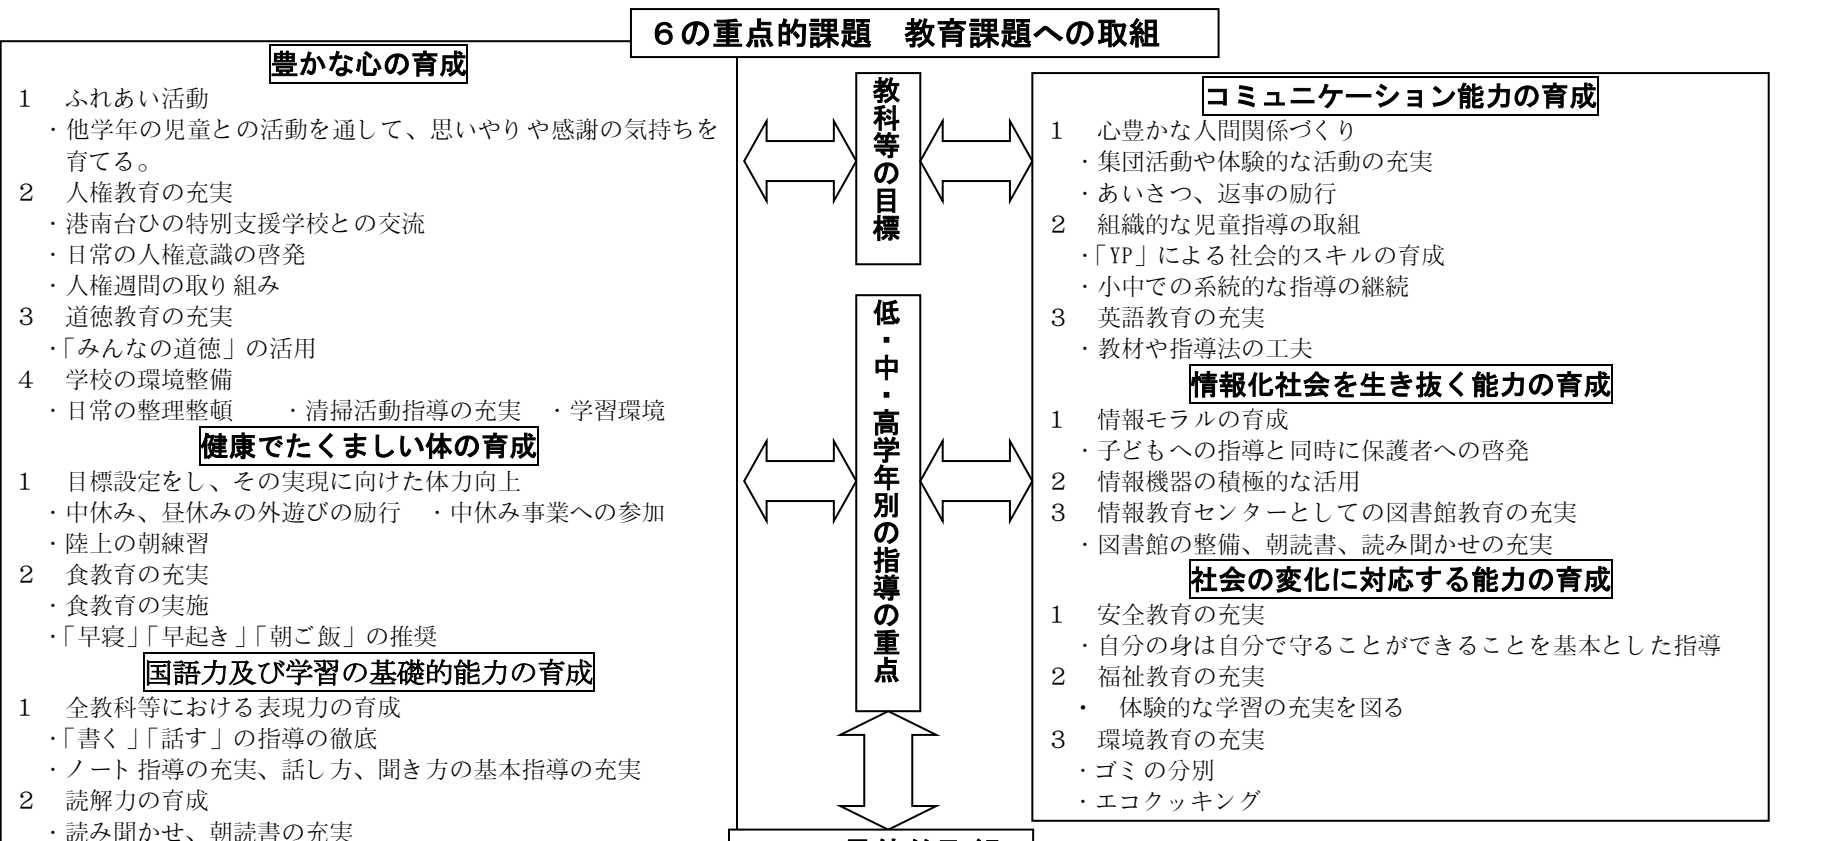 ６の重点的課題　教育課題への取組
豊かな心の育成
１　ふれあい活動
・他学年の児童との活動を通して、思いやりや感謝の気持ちを
育てる。
２　人権教育の充実
・港南台ひの特別支援学校との交流
・日常の人権意識の啓発
・人権週間の取り組み
３　道徳教育の充実
・「みんなの道徳」の活用
４　学校の環境整備
・日常の整理整頓　　・清掃活動指導の充実　・学習環境
健康でたくましい体の育成
１　目標設定をし、その実現に向けた体力向上
・中休み、昼休みの外遊びの励行　・中休み事業への参加
・陸上の朝練習
２　食教育の充実
・食教育の実施
・「早寝」「早起き」「朝ご飯」の推奨
国語力及び学習の基礎的能力の育成
１　全教科等における表現力の育成
・「書く」「話す」の指導の徹底
・ノート指導の充実、話し方、聞き方の基本指導の充実
２　読解力の育成
・読み聞かせ、朝読書の充実
教科等の目標
低・中・高学年別の指導の重点
コミュニケーション能力の育成
１　心豊かな人間関係づくり
・集団活動や体験的な活動の充実
・あいさつ、返事の励行
２　組織的な児童指導の取組
・「YP」による社会的スキルの育成
・小中での系統的な指導の継続
３　英語教育の充実
・教材や指導法の工夫
情報化社会を生き抜く能力の育成
１　情報モラルの育成
・子どもへの指導と同時に保護者への啓発
２　情報機器の積極的な活用
３　情報教育センターとしての図書館教育の充実
・図書館の整備、朝読書、読み聞かせの充実
社会の変化に対応する能力の育成
１　安全教育の充実
・自分の身は自分で守ることができることを基本とした指導
２　福祉教育の充実
・　体験的な学習の充実を図る
３　環境教育の充実
・ゴミの分別
・エコクッキング